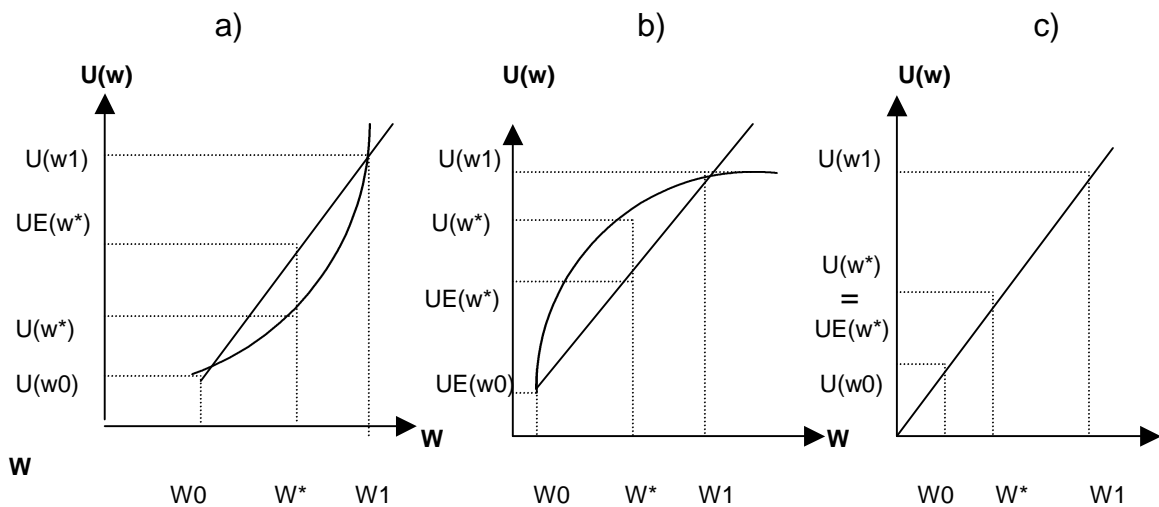 a)
U(w)
U(w1)
UE(w*)
U(w*)
U(w0)
W
W
W0 W* W1
b)
U(w)
U(w1)
U(w*)
UE(w*)
UE(w0)
W
W0 W* W1
c)
U(w)
U(w1)
U(w*)
=
UE(w*)
U(w0)
W0 W* W1